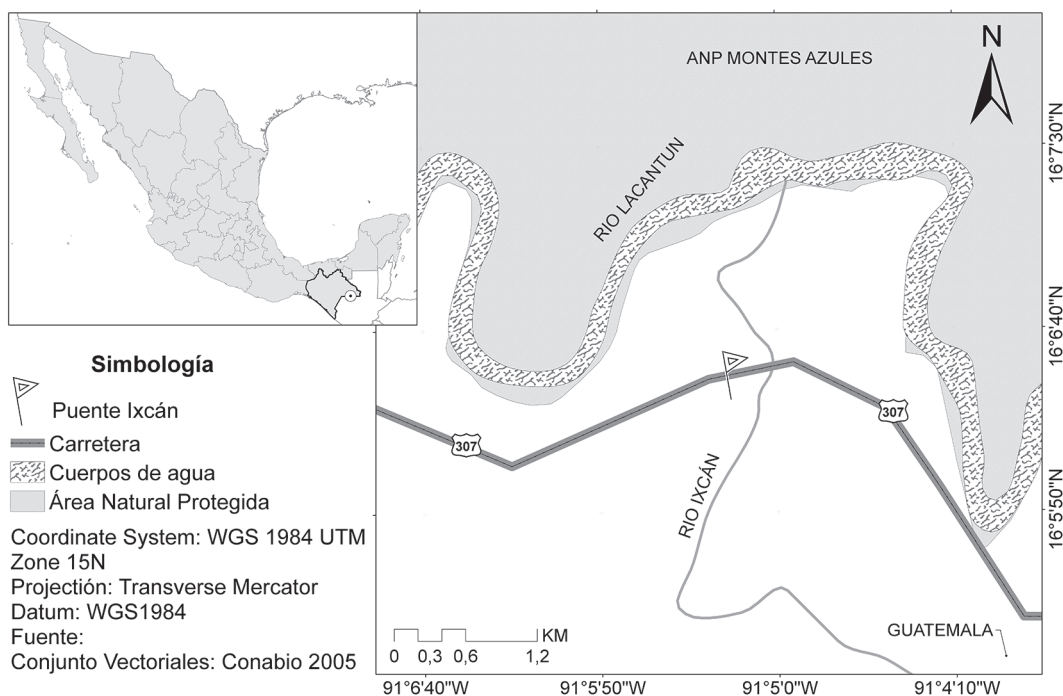 ANP MONTES AZULES
N
RIO LACANTUN
16°7'30"N
16°6'40"N
16°5'50"N
307
307
RIO IXCÁN
GUATEMALA
Simbología
Puente Ixcán
Carretera
Cuerpos de agua
Área Natural Protegida
Coordinate System: WGS 1984 UTM
Zone 15N
Projectión: Transverse Mercator
Datum: WGS1984
Fuente:
Conjunto Vectoriales: Conabio 2005
KM
0 0,3 0,6 1,2
91°6'40"W 91°5'50"W 91°5'0"W 91°4'10"W